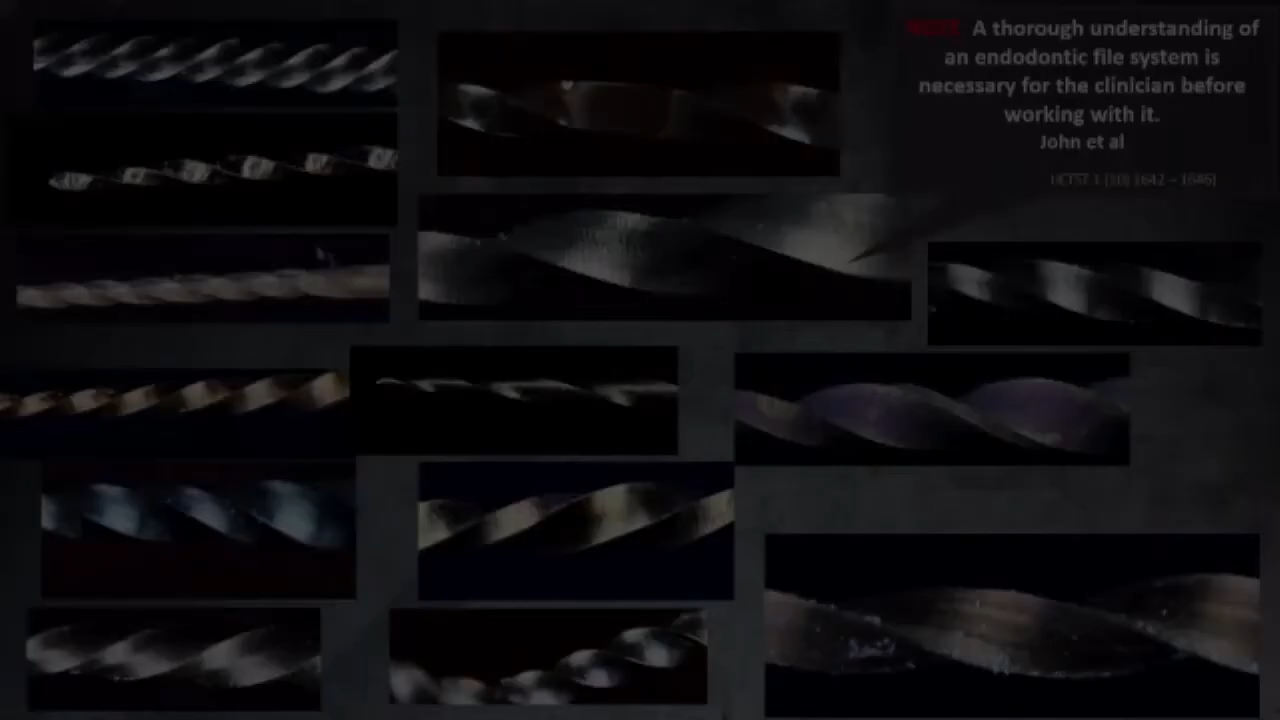 NOTE: A thorough understanding of
an endodontic file system is
necessary for the clinician before
working with it.
John et al